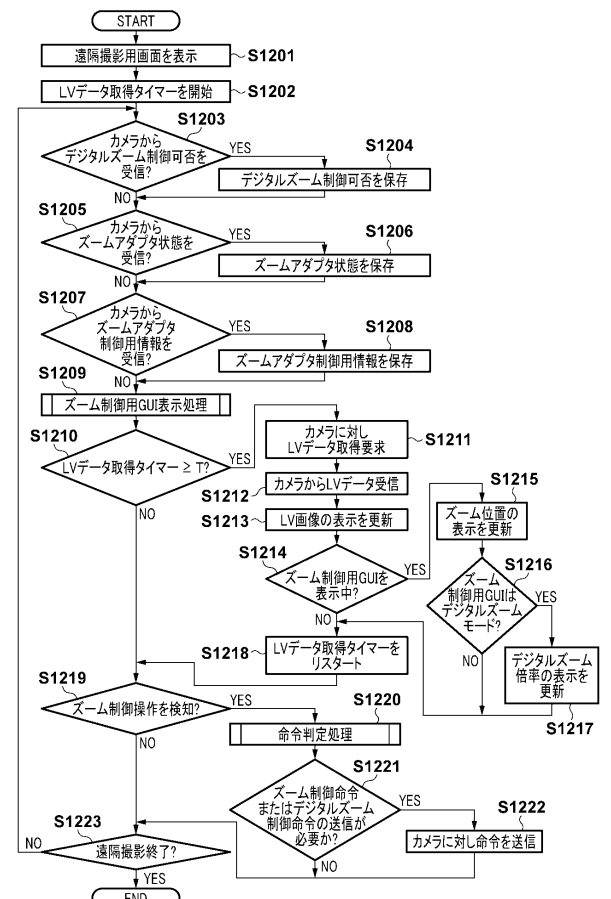 START
遠隔撮影用画面を表示
S1201
LVデータ取得タイマーを開始
S1202
S1203
カメラから
デジタルズーム制御可否を
受信?
YES
S1204
デジタルズーム制御可否を保存
NO
S1205
カメラから
ズームアダプタ状態を
受信?
YES
S1206
ズームアダプタ状態を保存
NO
S1207
カメラから
ズームアダプタ
制御用情報を
受信?
YES
S1208
ズームアダプタ制御用情報を保存
NO
S1209
ズーム制御用GUI表示処理
S1210
LVデータ取得タイマー ≧ T?
YES
NO
カメラに対し
LVデータ取得要求
S1211
カメラからLVデータ受信
S1212
LV画像の表示を更新
S1213
S1214
ズーム制御用GUIを
表示中?
YES
NO
S1215
ズーム位置の
表示を更新
S1216
ズーム
制御用GUIは
デジタルズーム
モード?
YES
NO
デジタルズーム
倍率の表示を
更新
S1217
S1218
LVデータ取得タイマーを
リスタート
S1219
ズーム制御操作を検知?
YES
NO
S1220
命令判定処理
S1221
ズーム制御命令
またはデジタルズーム
制御命令の送信が
必要か?
YES
NO
S1222
カメラに対し命令を送信
S1223
遠隔撮影終了?
NO
YES
END